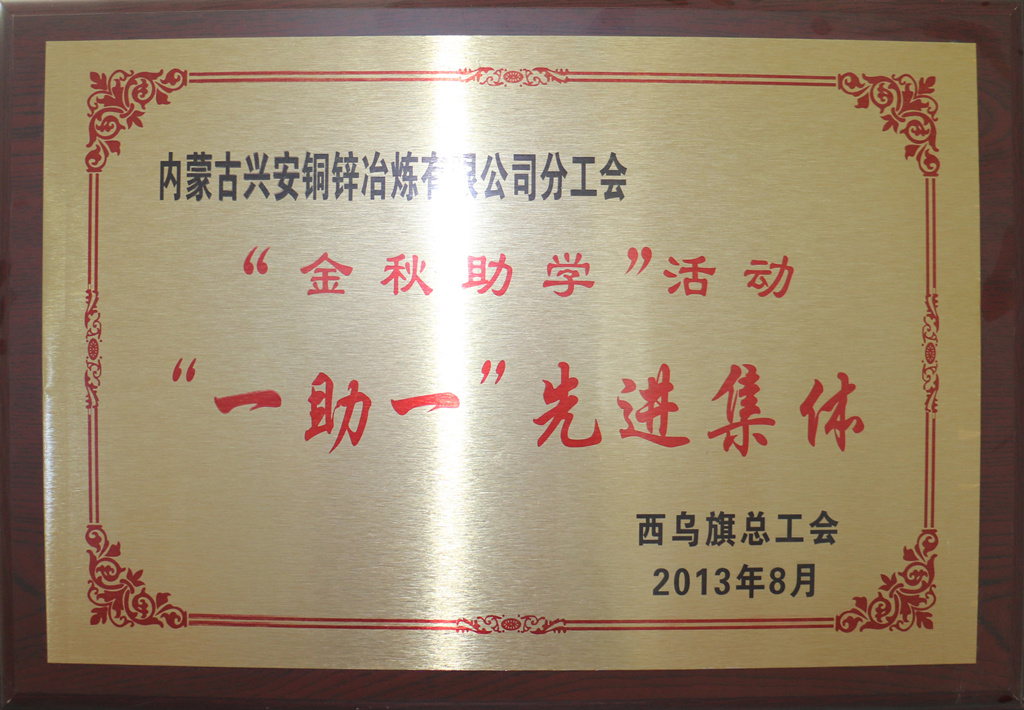 内蒙古兴安铜锌冶炼有限公司分工会
“金秋助学”活动
“一助一”先进集体
西乌旗总工会
2013年8月